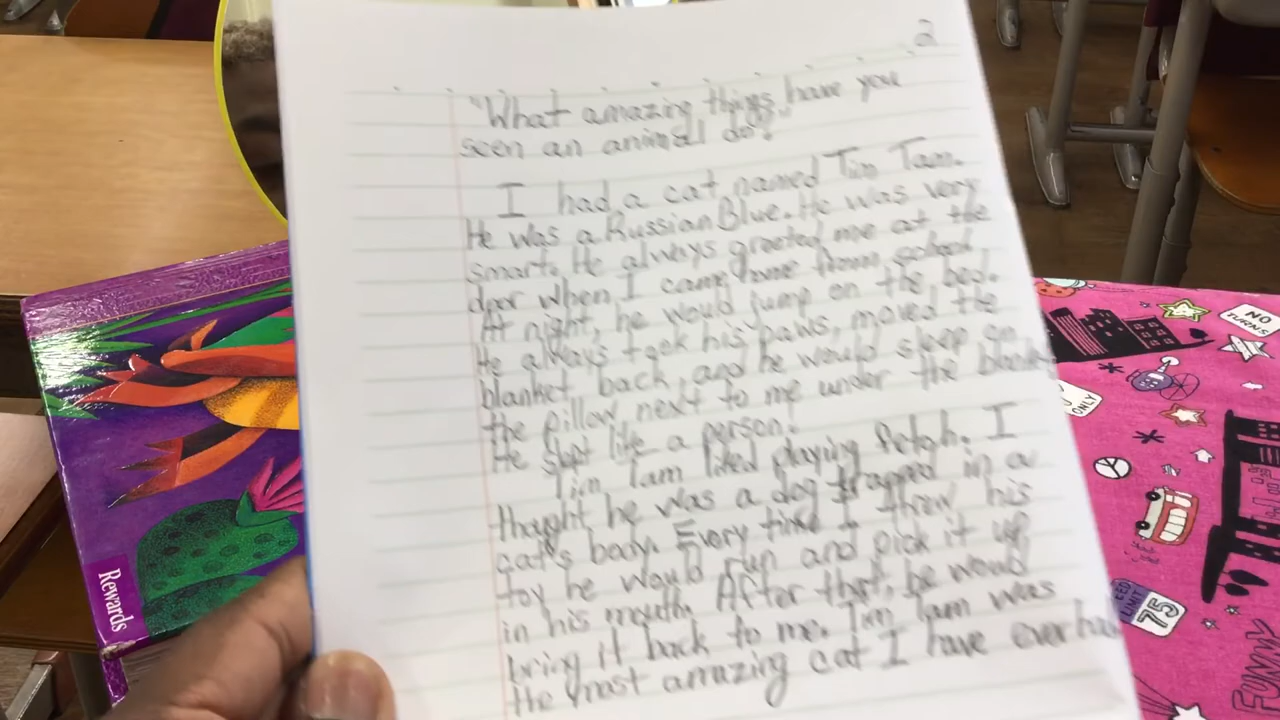 2
"What amazing things have you
seen an animal do?"
I had a cat named Tim Tam.
He was a Russian Blue. He was very
smart. He always greeted me at the
door when I came home from school.
At night, he would jump on the bed.
He always took his paws, moved the
blanket back, and he would sleep on
the pillow next to me under the blanket
He slept like a person.
Tim Tam liked playing fetch. I
thought he was a dog trapped in a
cat's body. Every time I threw his
toy he would run and pick it up
in his mouth. After that, he would
bring it back to me. Tim Tam was
the most amazing cat I have ever had
Rewards
NO
TURNS
ONLY
SPEED
LIMIT
75
FUNNY